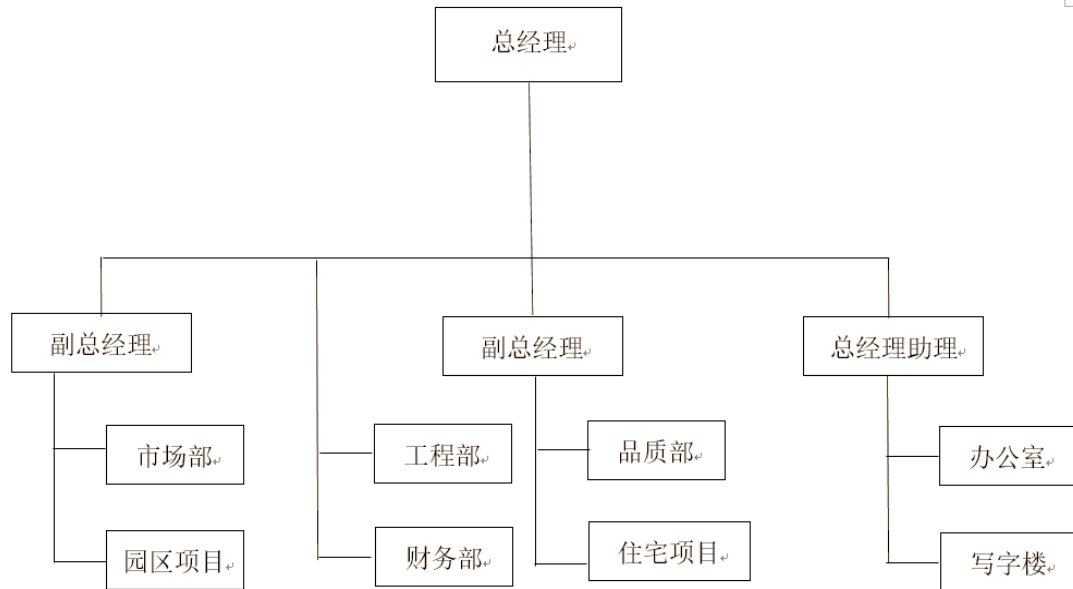 总经理
副总经理
副总经理
总经理助理
市场部
工程部
品质部
办公室
园区项目
财务部
住宅项目
写字楼